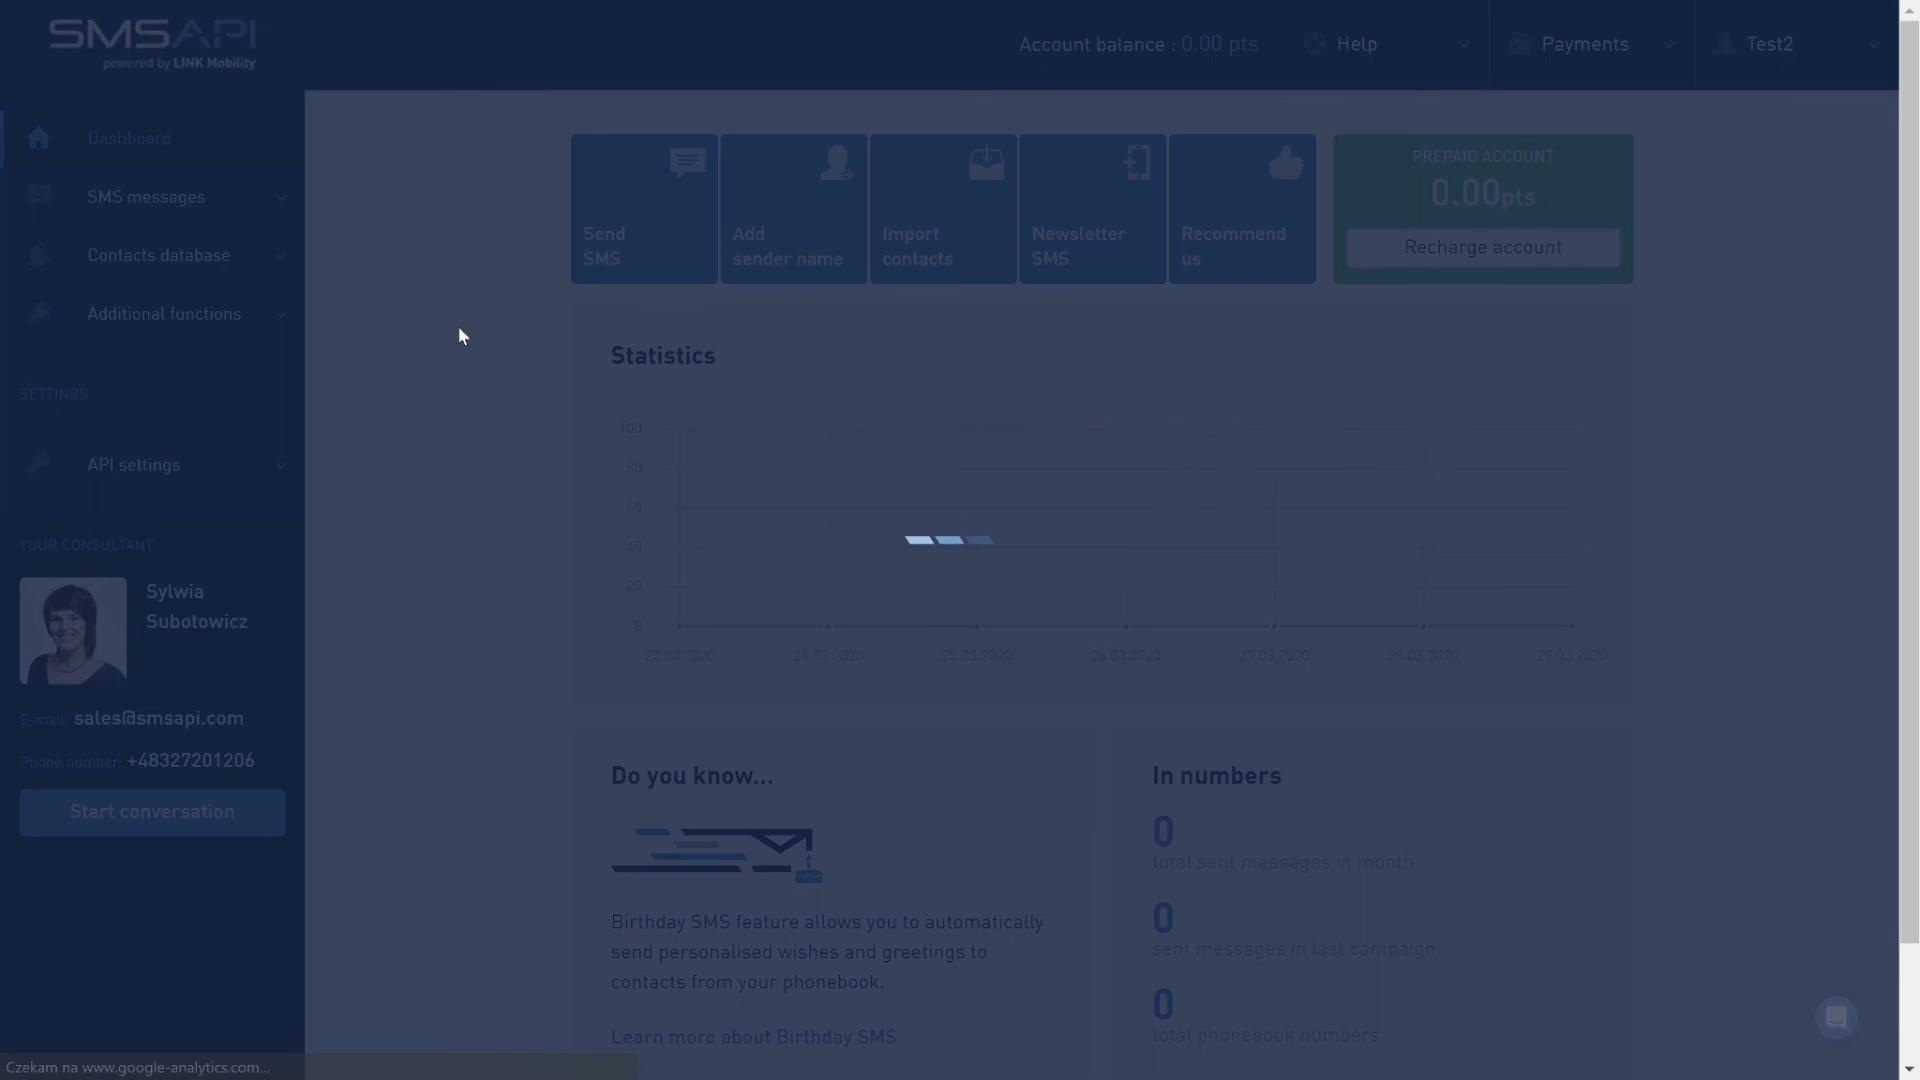 SMSAPI
powered by LINK Mobility
Account balance : 0.00 pts
Help
Payments
Test2
Dashboard
SMS messages
Contacts database
Additional functions
SETTINGS
API settings
YOUR CONSULTANT
Sylwia
Subotowicz
E-mail: sales@smsapi.com
Phone number: +48327201206
Start conversation
Send
SMS
Add
sender name
Import
contacts
Newsletter
SMS
Recommend
us
PREPAID ACCOUNT
0.00pts
Recharge account
Statistics
100
80
60
40
20
0
23.03.2020
24.03.2020
25.03.2020
26.03.2020
27.03.2020
28.03.2020
29.03.2020
Do you know...
Birthday SMS feature allows you to automatically
send personalised wishes and greetings to
contacts from your phonebook.
Learn more about Birthday SMS
In numbers
0
total sent messages in month
0
sent messages in last campaign
0
total phonebook numbers
Czekam na www.google-analytics.com...